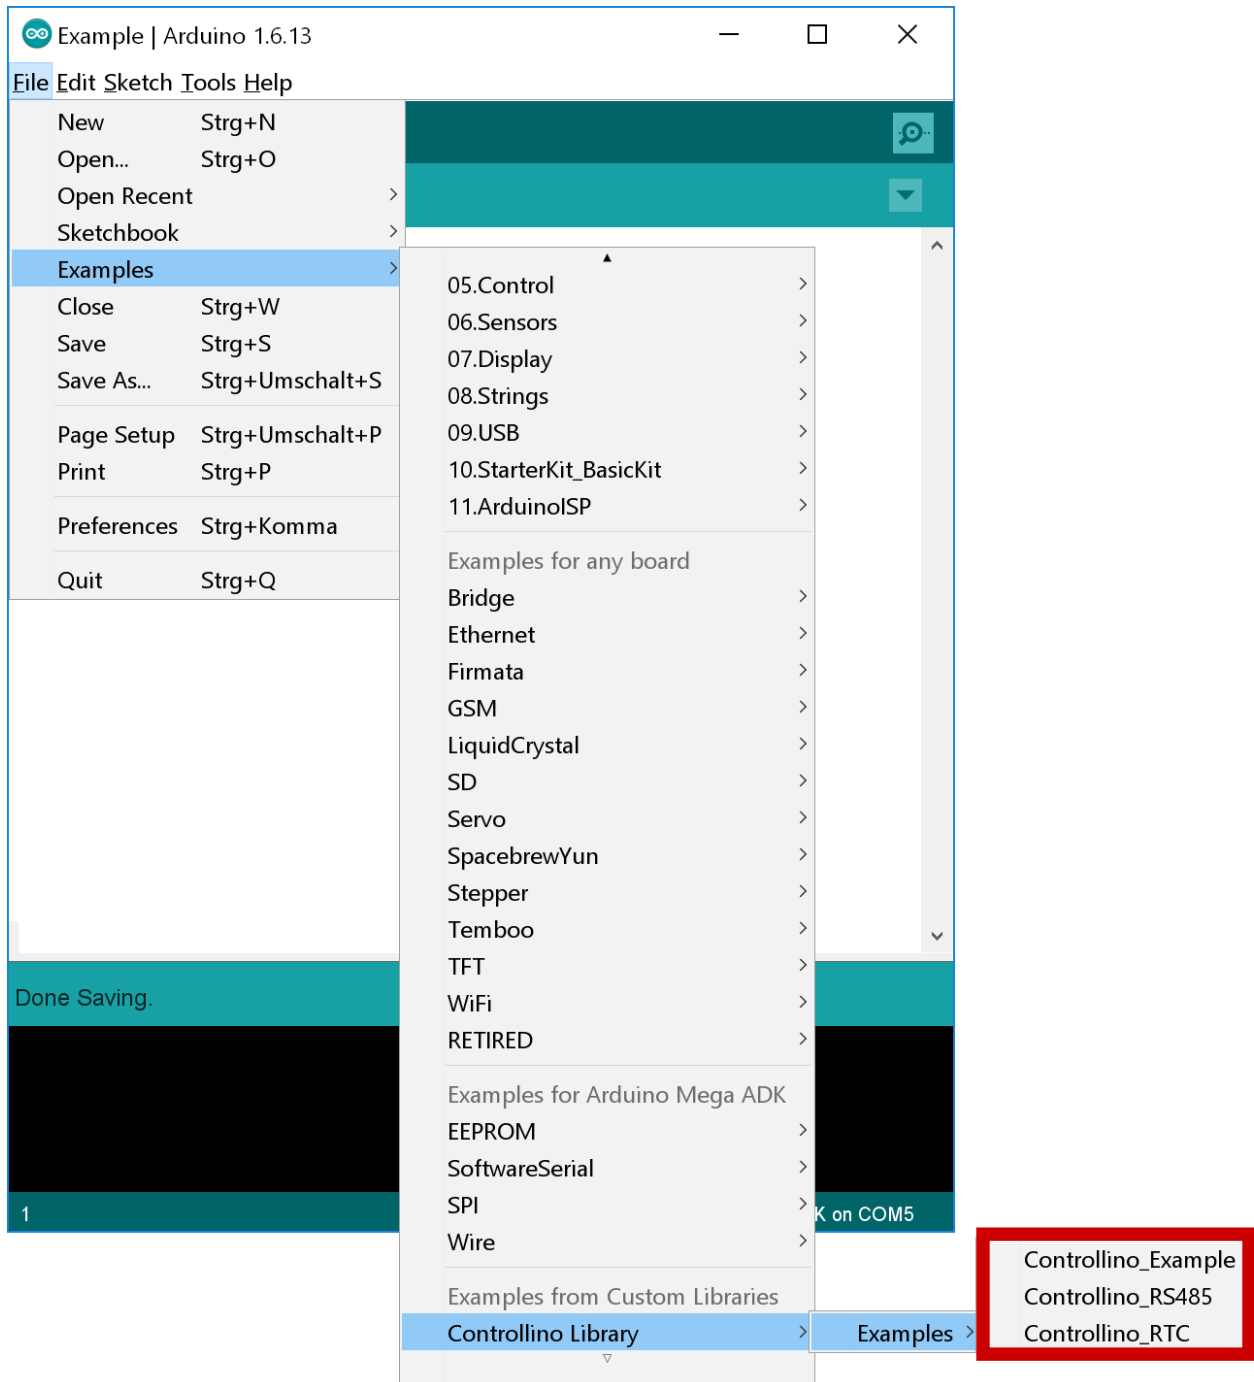 Example | Arduino 1.6.13
File Edit Sketch Tools Help
New Strg+N
Open... Strg+O
Open Recent
Sketchbook
Examples
Close Strg+W
Save Strg+S
Save As... Strg+Umschalt+S
Page Setup Strg+Umschalt+P
Print Strg+P
Preferences Strg+Komma
Quit Strg+Q
05.Control
06.Sensors
07.Display
08.Strings
09.USB
10.StarterKit_BasicKit
11.ArduinoISP
Examples for any board
Bridge
Ethernet
Firmata
GSM
LiquidCrystal
SD
Servo
SpacebrewYun
Stepper
Temboo
TFT
WiFi
RETIRED
Examples for Arduino Mega ADK
EEPROM
SoftwareSerial
SPI
Wire
Examples from Custom Libraries
Controllino Library
Examples
Controllino_Example
Controllino_RS485
Controllino_RTC
Done Saving.
1
K on COM5